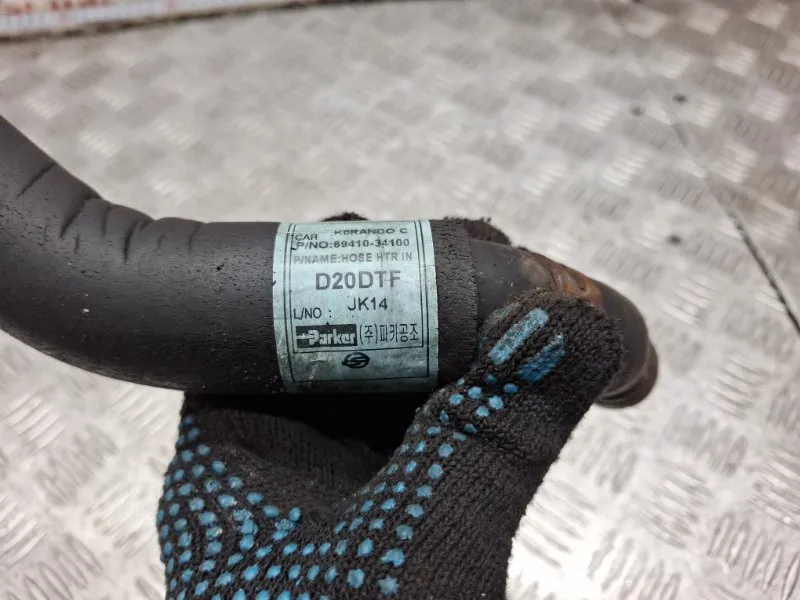 CAR KORANDO C
P/NO:69410-34100
P/NAME:HOSE HTR IN
D20DTF
L/NO : JK14
Parker (주)파카공조